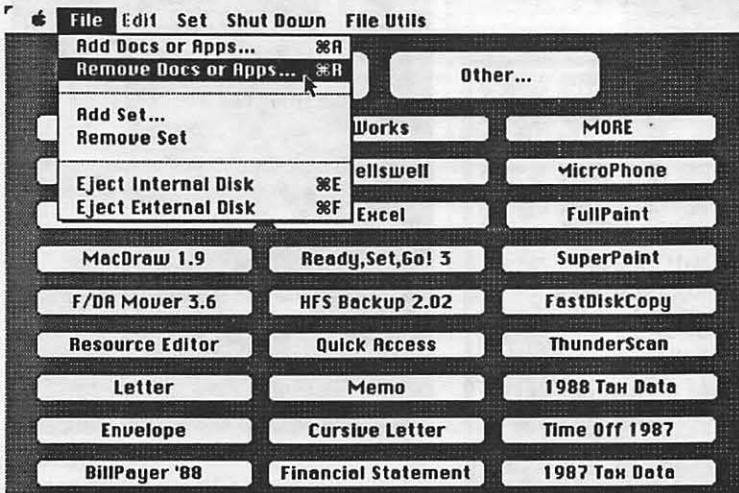 File Edit Set Shut Down File Utils
Add Docs or Apps... ⌘A
Remove Docs or Apps... ⌘R
Add Set...
Remove Set
Eject Internal Disk ⌘E
Eject External Disk ⌘F
Other...
Works MORE
ellswell MicroPhone
Excel FullPaint
MacDraw 1.9 Ready,Set,Go! 3 SuperPaint
F/DA Mover 3.6 HFS Backup 2.02 FastDiskCopy
Resource Editor Quick Access ThunderScan
Letter Memo 1988 Tax Data
Envelope Cursive Letter Time Off 1987
BillPayer '88 Financial Statement 1987 Tax Data